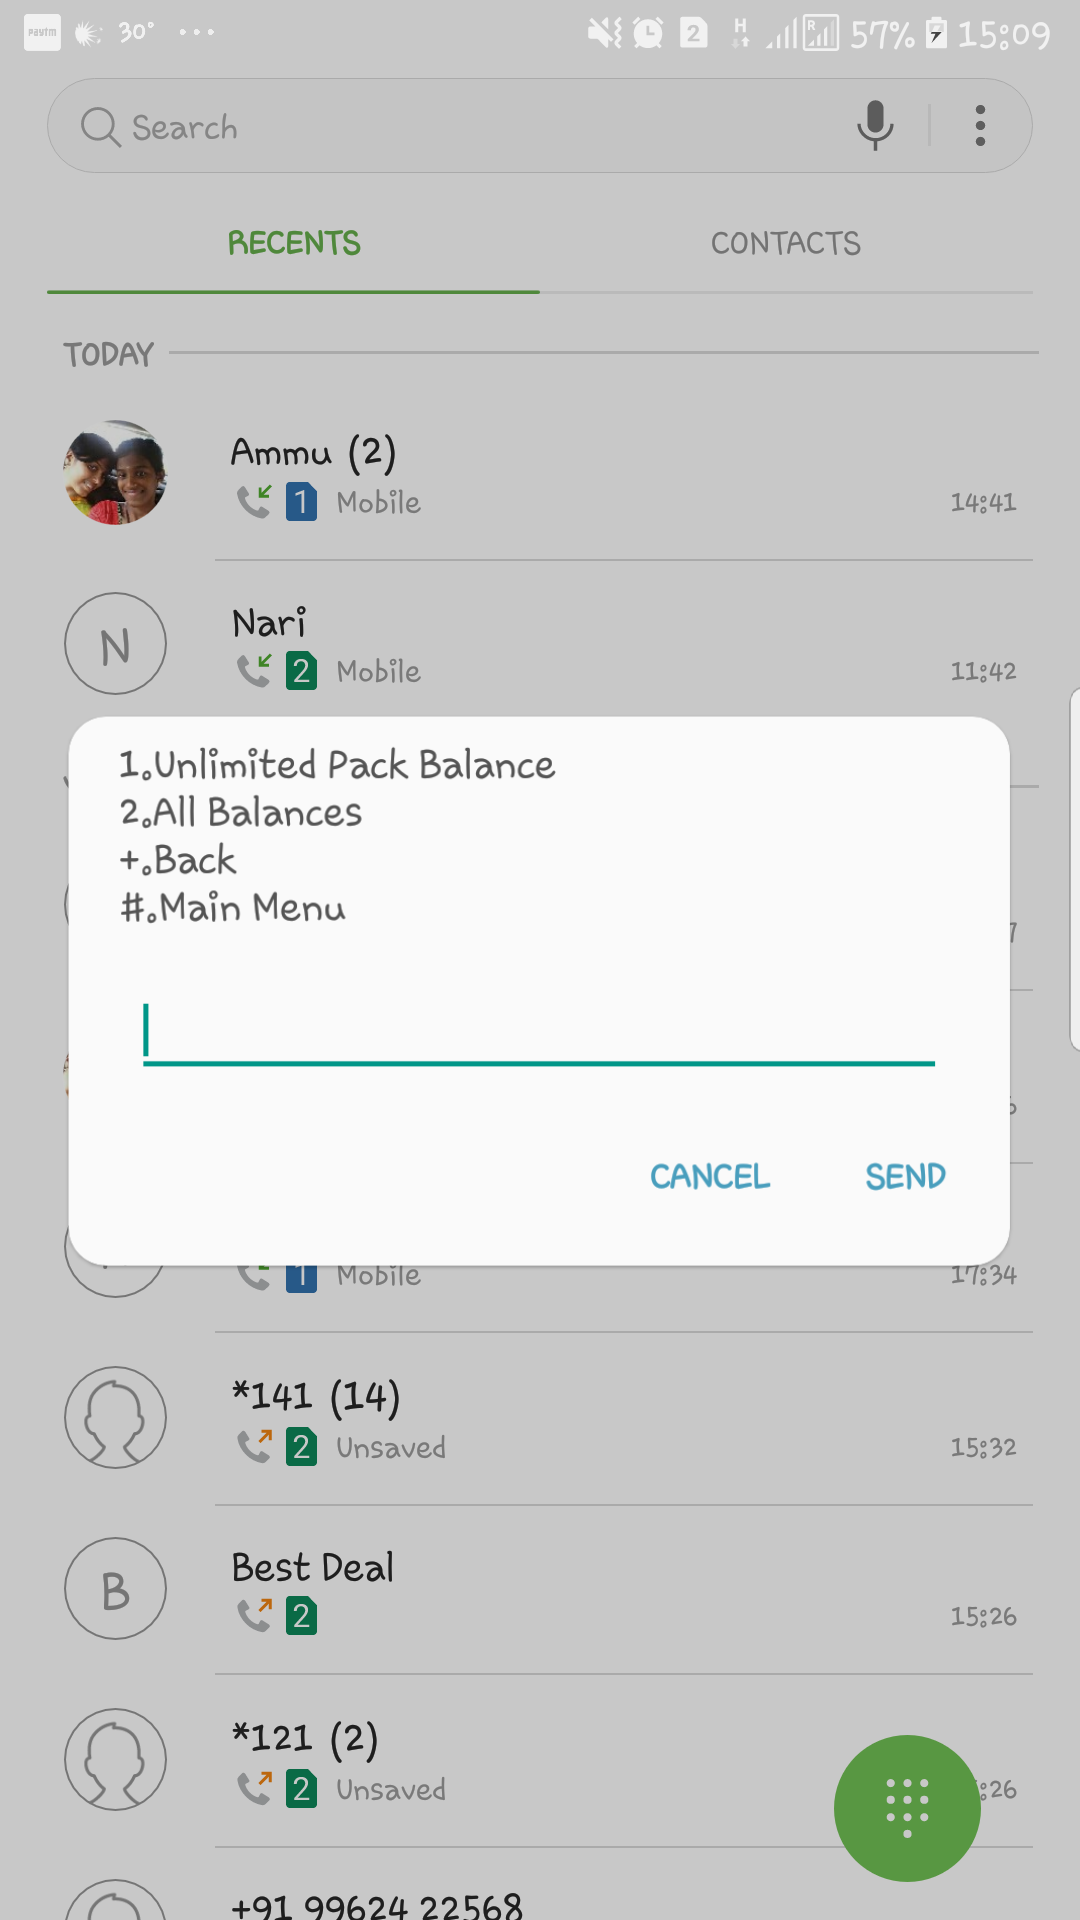 paytm 30° 2 H R 57% 15:09
Search
RECENTS CONTACTS
TODAY
Ammu (2)
1 Mobile 14:41
N
Nari
2 Mobile 11:42
1.Unlimited Pack Balance
2.All Balances
+.Back
#.Main Menu
CANCEL SEND
1 Mobile 17:34
*141 (14)
2 Unsaved 15:32
B
Best Deal
2 15:26
*121 (2)
2 Unsaved :26
+91 99624 22568